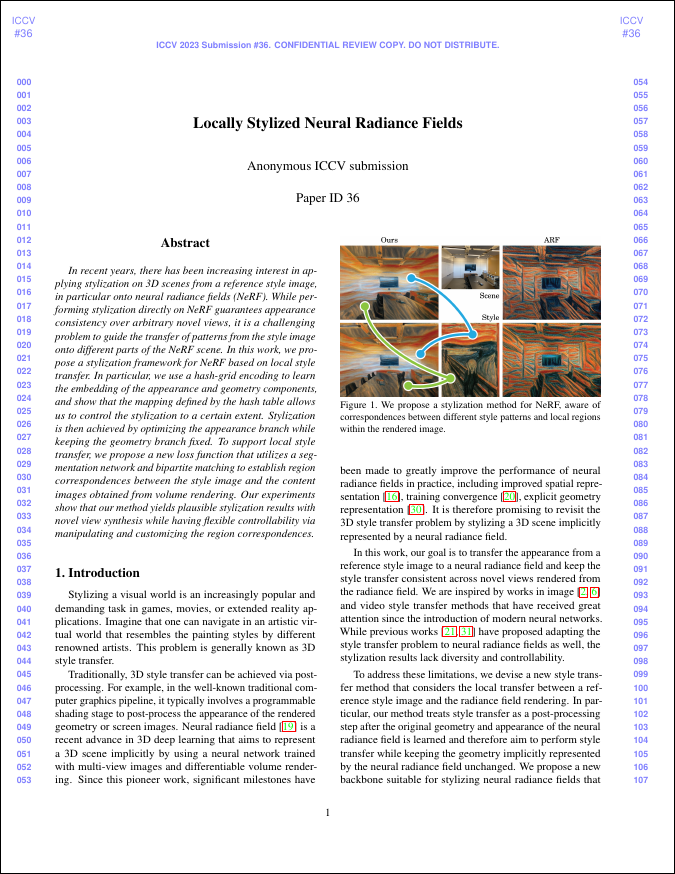 ICCV
#36
ICCV
#36
ICCV 2023 Submission #36. CONFIDENTIAL REVIEW COPY. DO NOT DISTRIBUTE.
Locally Stylized Neural Radiance Fields
Anonymous ICCV submission
Paper ID 36
000
001
002
003
004
005
006
007
008
009
010
011
012
013
014
015
016
017
018
019
020
021
022
023
024
025
026
027
028
029
030
031
032
033
034
035
036
037
038
039
040
041
042
043
044
045
046
047
048
049
050
051
052
053
Abstract
In recent years, there has been increasing interest in ap-
plying stylization on 3D scenes from a reference style image,
in particular onto neural radiance fields (NeRF). While per-
forming stylization directly on NeRF guarantees appearance
consistency over arbitrary novel views, it is a challenging
problem to guide the transfer of patterns from the style image
onto different parts of the NeRF scene. In this work, we pro-
pose a stylization framework for NeRF based on local style
transfer. In particular, we use a hash-grid encoding to learn
the embedding of the appearance and geometry components,
and show that the mapping defined by the hash table allows
us to control the stylization to a certain extent. Stylization
is then achieved by optimizing the appearance branch while
keeping the geometry branch fixed. To support local style
transfer, we propose a new loss function that utilizes a seg-
mentation network and bipartite matching to establish region
correspondences between the style image and the content
images obtained from volume rendering. Our experiments
show that our method yields plausible stylization results with
novel view synthesis while having flexible controllability via
manipulating and customizing the region correspondences.
1. Introduction
Stylizing a visual world is an increasingly popular and
demanding task in games, movies, or extended reality ap-
plications. Imagine that one can navigate in an artistic vir-
tual world that resembles the painting styles by different
renowned artists. This problem is generally known as 3D
style transfer.
Traditionally, 3D style transfer can be achieved via post-
processing. For example, in the well-known traditional com-
puter graphics pipeline, it typically involves a programmable
shading stage to post-process the appearance of the rendered
geometry or screen images. Neural radiance field [19] is a
recent advance in 3D deep learning that aims to represent
a 3D scene implicitly by using a neural network trained
with multi-view images and differentiable volume render-
ing. Since this pioneer work, significant milestones have
Ours
ARF
Scene
Style
Figure 1. We propose a stylization method for NeRF, aware of
correspondences between different style patterns and local regions
within the rendered image.
been made to greatly improve the performance of neural
radiance fields in practice, including improved spatial repre-
sentation [16], training convergence [20], explicit geometry
representation [30]. It is therefore promising to revisit the
3D style transfer problem by stylizing a 3D scene implicitly
represented by a neural radiance field.
In this work, our goal is to transfer the appearance from a
reference style image to a neural radiance field and keep the
style transfer consistent across novel views rendered from
the radiance field. We are inspired by works in image [2, 6]
and video style transfer methods that have received great
attention since the introduction of modern neural networks.
While previous works [21, 31] have proposed adapting the
style transfer problem to neural radiance fields as well, the
stylization results lack diversity and controllability.
To address these limitations, we devise a new style trans-
fer method that considers the local transfer between a ref-
erence style image and the radiance field rendering. In par-
ticular, our method treats style transfer as a post-processing
step after the original geometry and appearance of the neural
radiance field is learned and therefore aim to perform style
transfer while keeping the geometry implicitly represented
by the neural radiance field unchanged. We propose a new
backbone suitable for stylizing neural radiance fields that
054
055
056
057
058
059
060
061
062
063
064
065
066
067
068
069
070
071
072
073
074
075
076
077
078
079
080
081
082
083
084
085
086
087
088
089
090
091
092
093
094
095
096
097
098
099
100
101
102
103
104
105
106
107
1